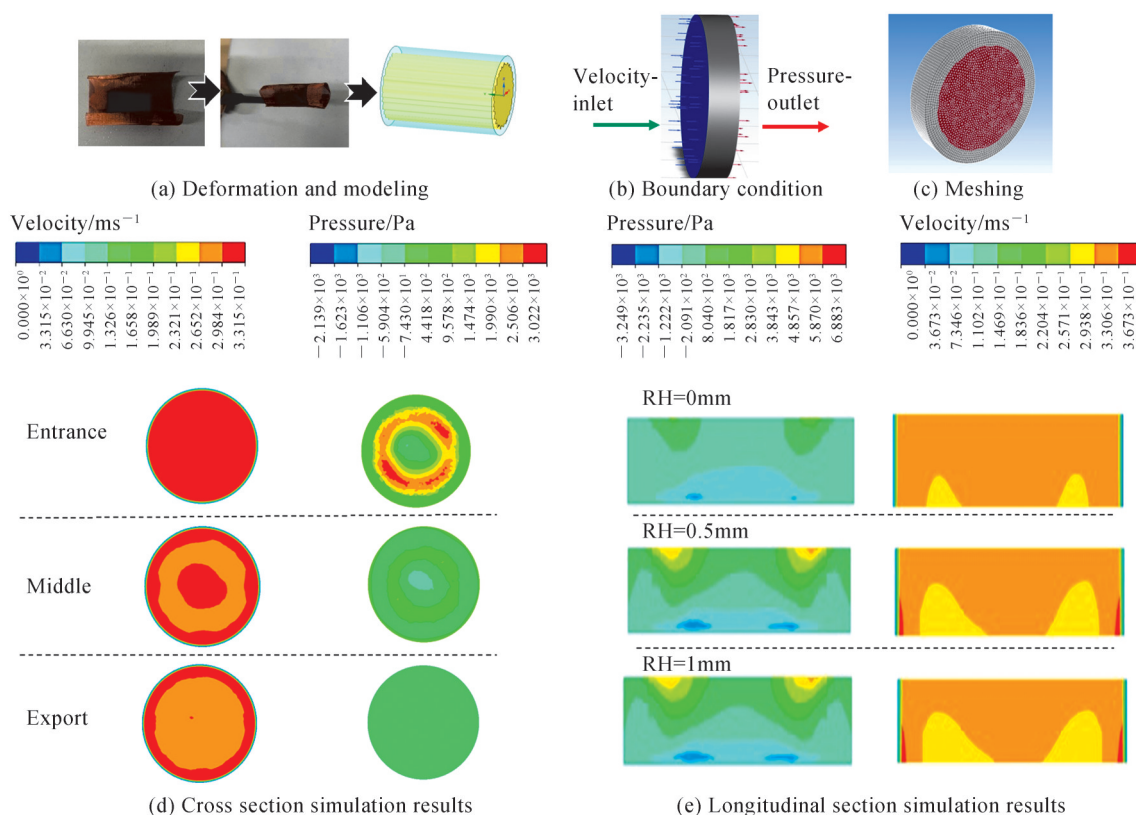 Velocity-
inlet
Pressure-
outlet
(a) Deformation and modeling
(b) Boundary condition
(c) Meshing
Velocity/ms⁻¹
0.000×10⁰
3.315×10⁻²
6.630×10⁻²
9.945×10⁻²
1.326×10⁻¹
1.658×10⁻¹
1.989×10⁻¹
2.321×10⁻¹
2.652×10⁻¹
2.984×10⁻¹
3.315×10⁻¹
Pressure/Pa
−2.139×10³
−1.623×10³
−1.106×10³
−5.904×10²
−7.430×10¹
4.418×10²
9.578×10²
1.474×10³
1.990×10³
2.506×10³
3.022×10³
Pressure/Pa
−3.249×10³
−2.235×10³
−1.222×10³
−2.091×10²
8.040×10²
1.817×10³
2.830×10³
3.843×10³
4.857×10³
5.870×10³
6.883×10³
Velocity/ms⁻¹
0.000×10⁰
3.673×10⁻²
7.346×10⁻²
1.102×10⁻¹
1.469×10⁻¹
1.836×10⁻¹
2.204×10⁻¹
2.571×10⁻¹
2.938×10⁻¹
3.306×10⁻¹
3.673×10⁻¹
Entrance
Middle
Export
RH=0mm
RH=0.5mm
RH=1mm
(d) Cross section simulation results
(e) Longitudinal section simulation results